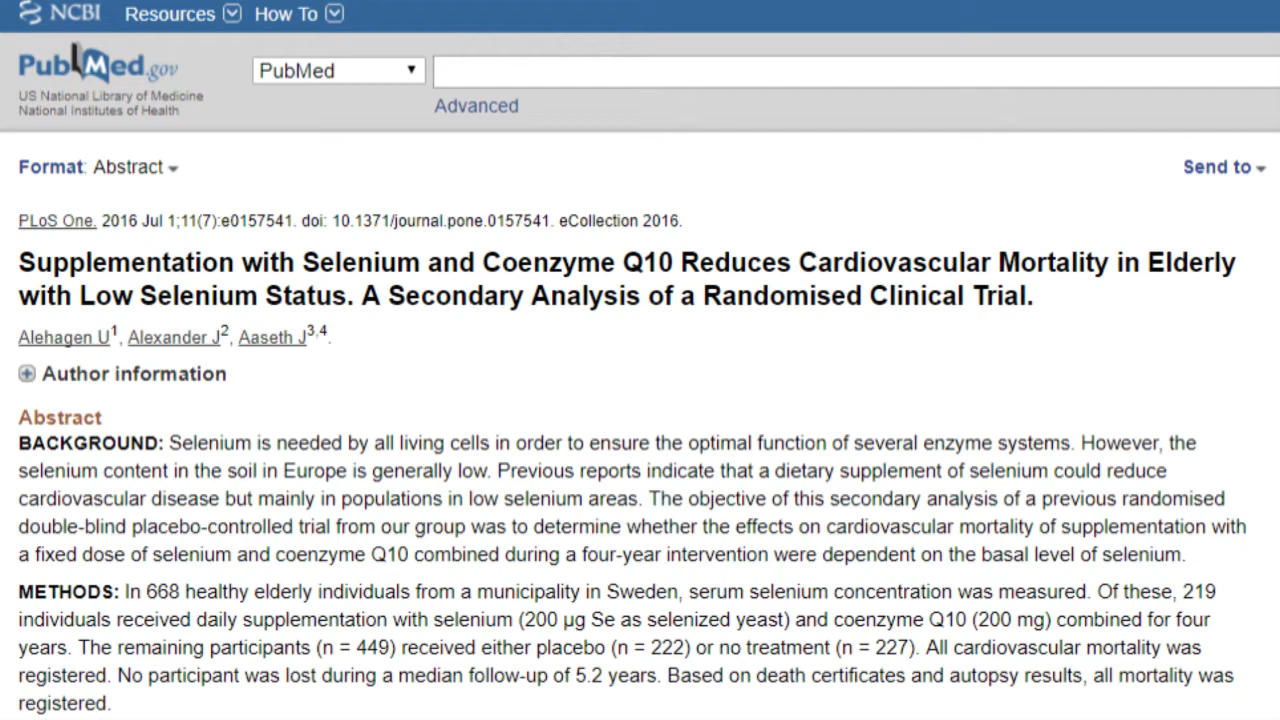 NCBI Resources How To
PubMed.gov
US National Library of Medicine
National Institutes of Health
PubMed
Advanced
Format: Abstract
Send to
PLoS One. 2016 Jul 1;11(7):e0157541. doi: 10.1371/journal.pone.0157541. eCollection 2016.
Supplementation with Selenium and Coenzyme Q10 Reduces Cardiovascular Mortality in Elderly
with Low Selenium Status. A Secondary Analysis of a Randomised Clinical Trial.
Alehagen U1, Alexander J2, Aaseth J3,4.
Author information
Abstract
BACKGROUND: Selenium is needed by all living cells in order to ensure the optimal function of several enzyme systems. However, the
selenium content in the soil in Europe is generally low. Previous reports indicate that a dietary supplement of selenium could reduce
cardiovascular disease but mainly in populations in low selenium areas. The objective of this secondary analysis of a previous randomised
double-blind placebo-controlled trial from our group was to determine whether the effects on cardiovascular mortality of supplementation with
a fixed dose of selenium and coenzyme Q10 combined during a four-year intervention were dependent on the basal level of selenium.
METHODS: In 668 healthy elderly individuals from a municipality in Sweden, serum selenium concentration was measured. Of these, 219
individuals received daily supplementation with selenium (200 μg Se as selenized yeast) and coenzyme Q10 (200 mg) combined for four
years. The remaining participants (n = 449) received either placebo (n = 222) or no treatment (n = 227). All cardiovascular mortality was
registered. No participant was lost during a median follow-up of 5.2 years. Based on death certificates and autopsy results, all mortality was
registered.